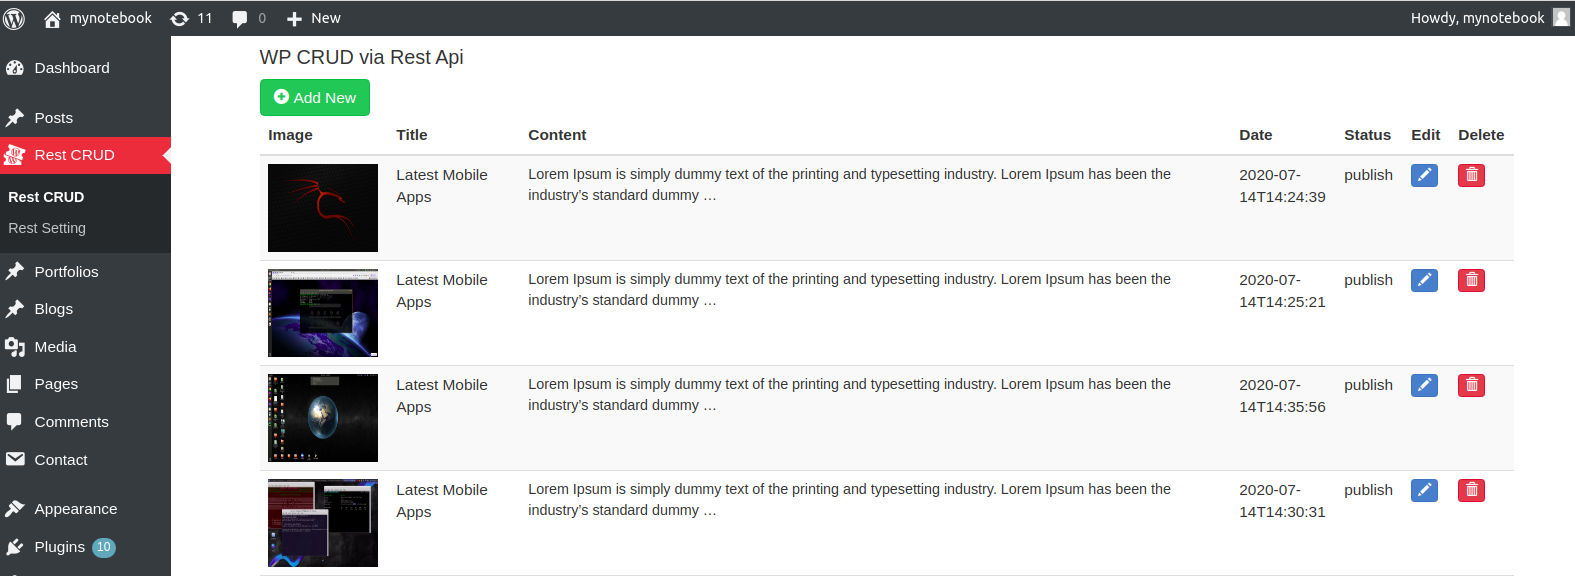 mynotebook 11 0 New Howdy, mynotebook
Dashboard
Posts
Rest CRUD
Rest CRUD
Rest Setting
Portfolios
Blogs
Media
Pages
Comments
Contact
Appearance
Plugins 10
WP CRUD via Rest Api
Add New
Image Title Content Date Status Edit Delete
Latest Mobile Lorem Ipsum is simply dummy text of the printing and typesetting industry. Lorem Ipsum has been the 2020-07- publish
Apps industry's standard dummy … 14T14:24:39
Latest Mobile Lorem Ipsum is simply dummy text of the printing and typesetting industry. Lorem Ipsum has been the 2020-07- publish
Apps industry's standard dummy … 14T14:25:21
Latest Mobile Lorem Ipsum is simply dummy text of the printing and typesetting industry. Lorem Ipsum has been the 2020-07- publish
Apps industry's standard dummy … 14T14:35:56
Latest Mobile Lorem Ipsum is simply dummy text of the printing and typesetting industry. Lorem Ipsum has been the 2020-07- publish
Apps industry's standard dummy … 14T14:30:31